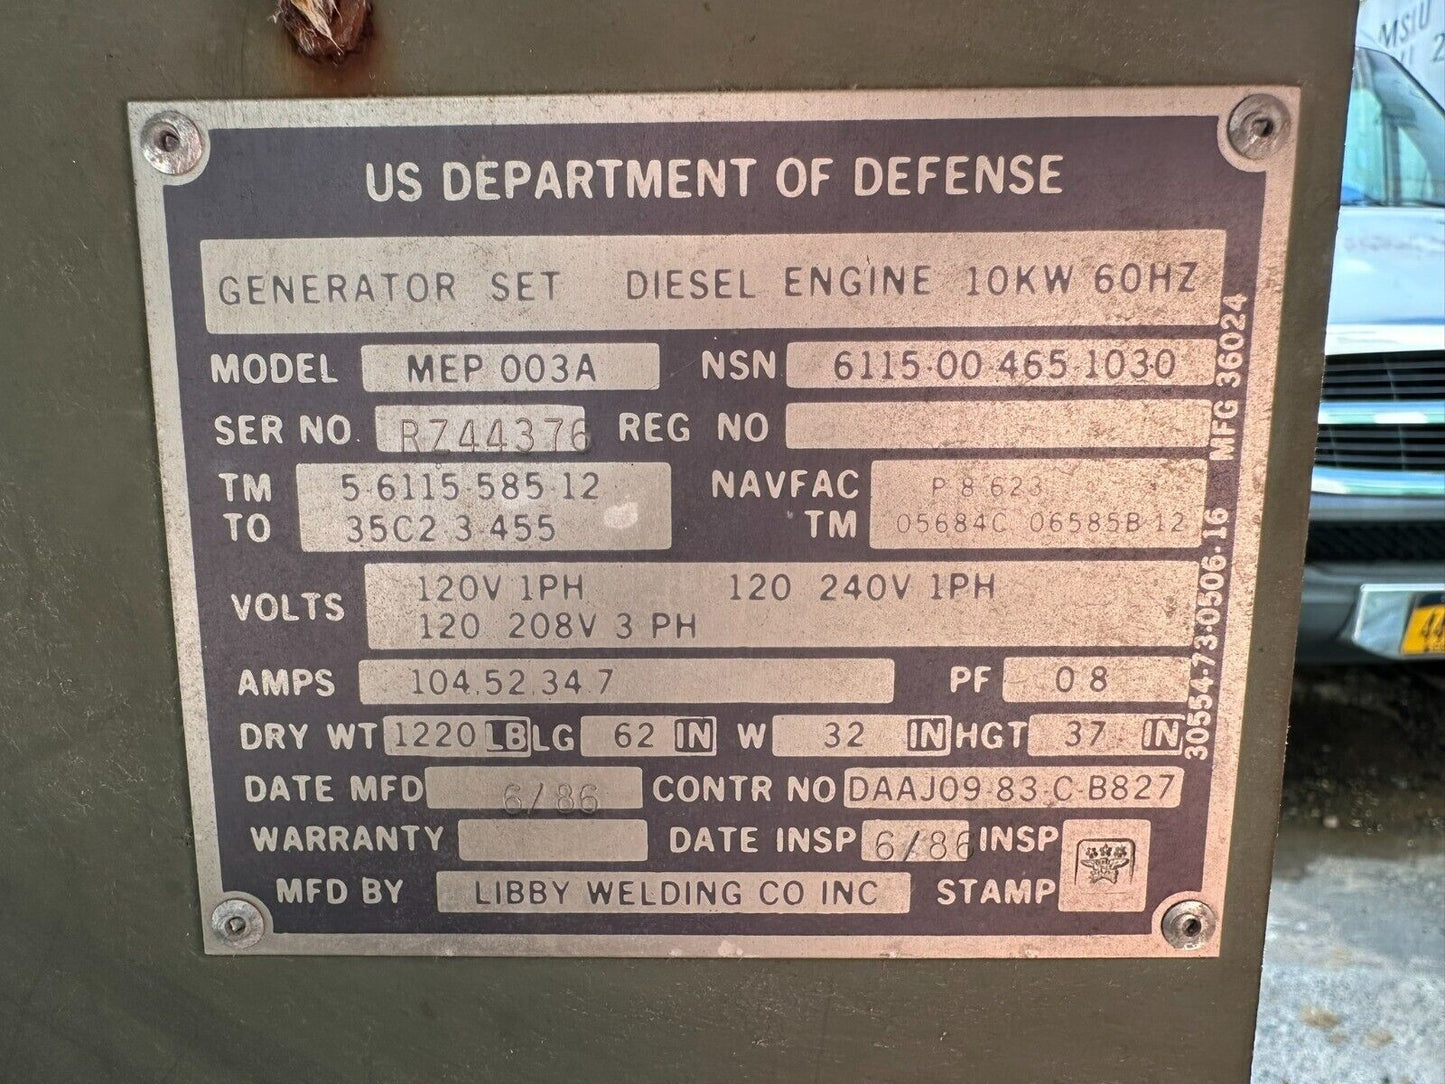 US DEPARTMENT OF DEFENSE
GENERATOR SET DIESEL ENGINE 10KW 60HZ
MODEL MEP 003A NSN 6115-00-465-1030
SER NO. RZ44376 REG NO
TM 5-6115-585-12 NAVFAC P-8-623
TO 35C2-3-455 TM 05684C 06585B-12
VOLTS 120V 1PH 120 240V 1PH
120 208V 3 PH
AMPS 104.52.34.7 PF 0.8
DRY WT 1220 LB LG 62 IN W 32 IN HGT 37 IN
DATE MFD 6/86 CONTR NO DAAJ09-83-C-B827
WARRANTY DATE INSP 6/86 INSP
MFD BY LIBBY WELDING CO INC STAMP
30554-73-0506-16 MFG 36024
MSIU
2
44